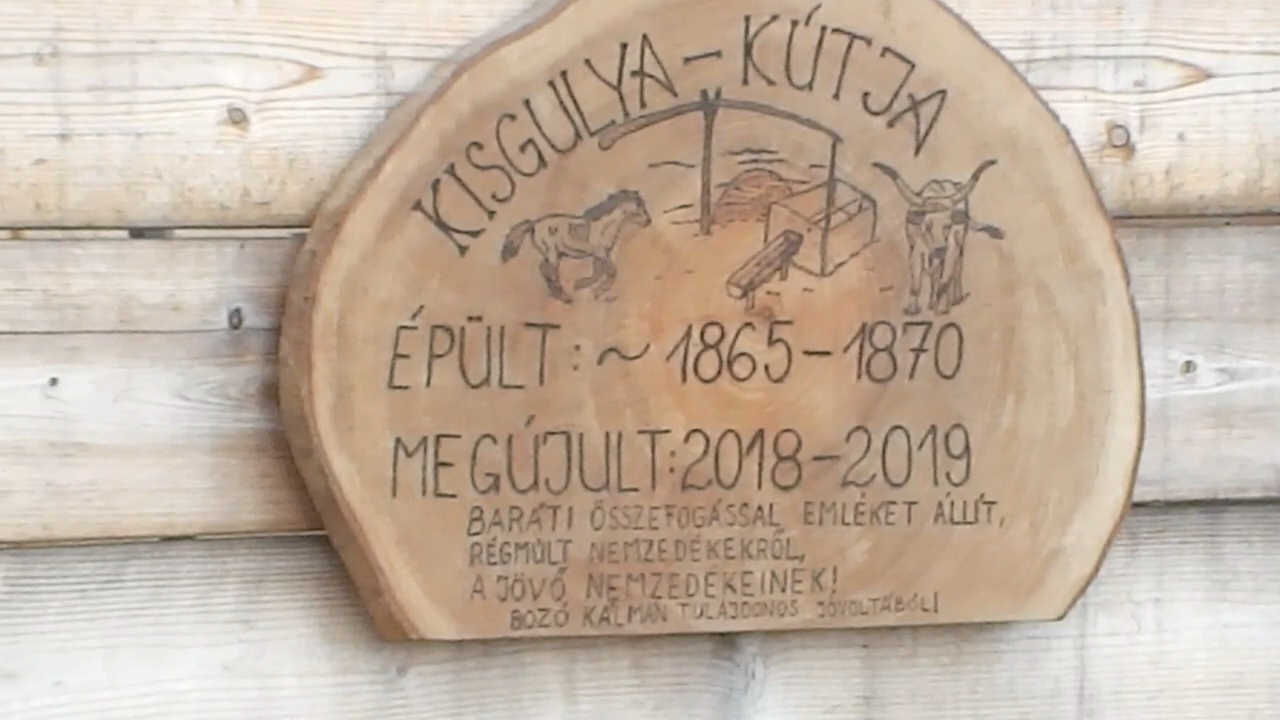 KISGULYA-KÚTJA
ÉPÜLT: ~1865-1870
MEGÚJULT: 2018-2019
BARÁTI ÖSSZEFOGÁSSAL EMLÉKET ÁLLÍT,
RÉGMÚLT NEMZEDÉKEKRŐL,
A JÖVŐ NEMZEDÉKEINEK!
BOZÓ KÁLMÁN TULAJDONOS JÓVOLTÁBÓL!